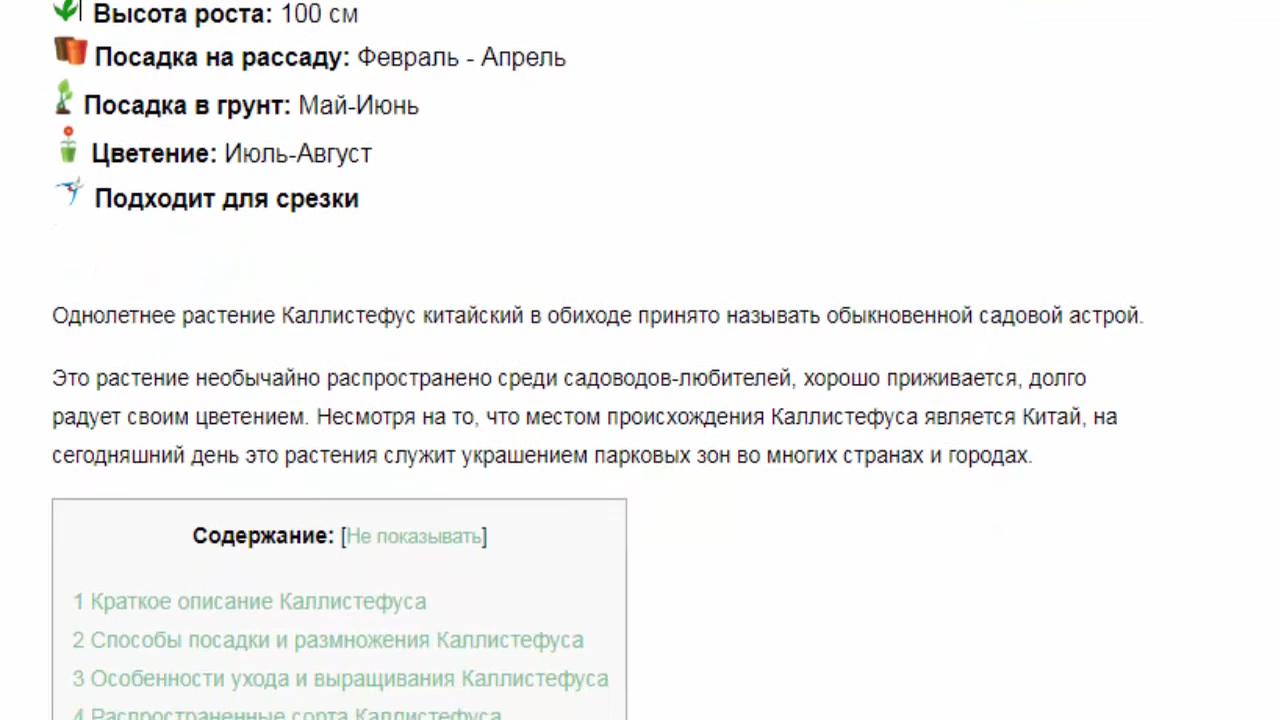 Высота роста: 100 см
Посадка на рассаду: Февраль - Апрель
Посадка в грунт: Май-Июнь
Цветение: Июль-Август
Подходит для срезки
Однолетнее растение Каллистефус китайский в обиходе принято называть обыкновенной садовой астрой.
Это растение необычайно распространено среди садоводов-любителей, хорошо приживается, долго
радует своим цветением. Несмотря на то, что местом происхождения Каллистефуса является Китай, на
сегодняшний день это растения служит украшением парковых зон во многих странах и городах.
Содержание: [Не показывать]
1 Краткое описание Каллистефуса
2 Способы посадки и размножения Каллистефуса
3 Особенности ухода и выращивания Каллистефуса
4 Распространенные сорта Каллистефуса